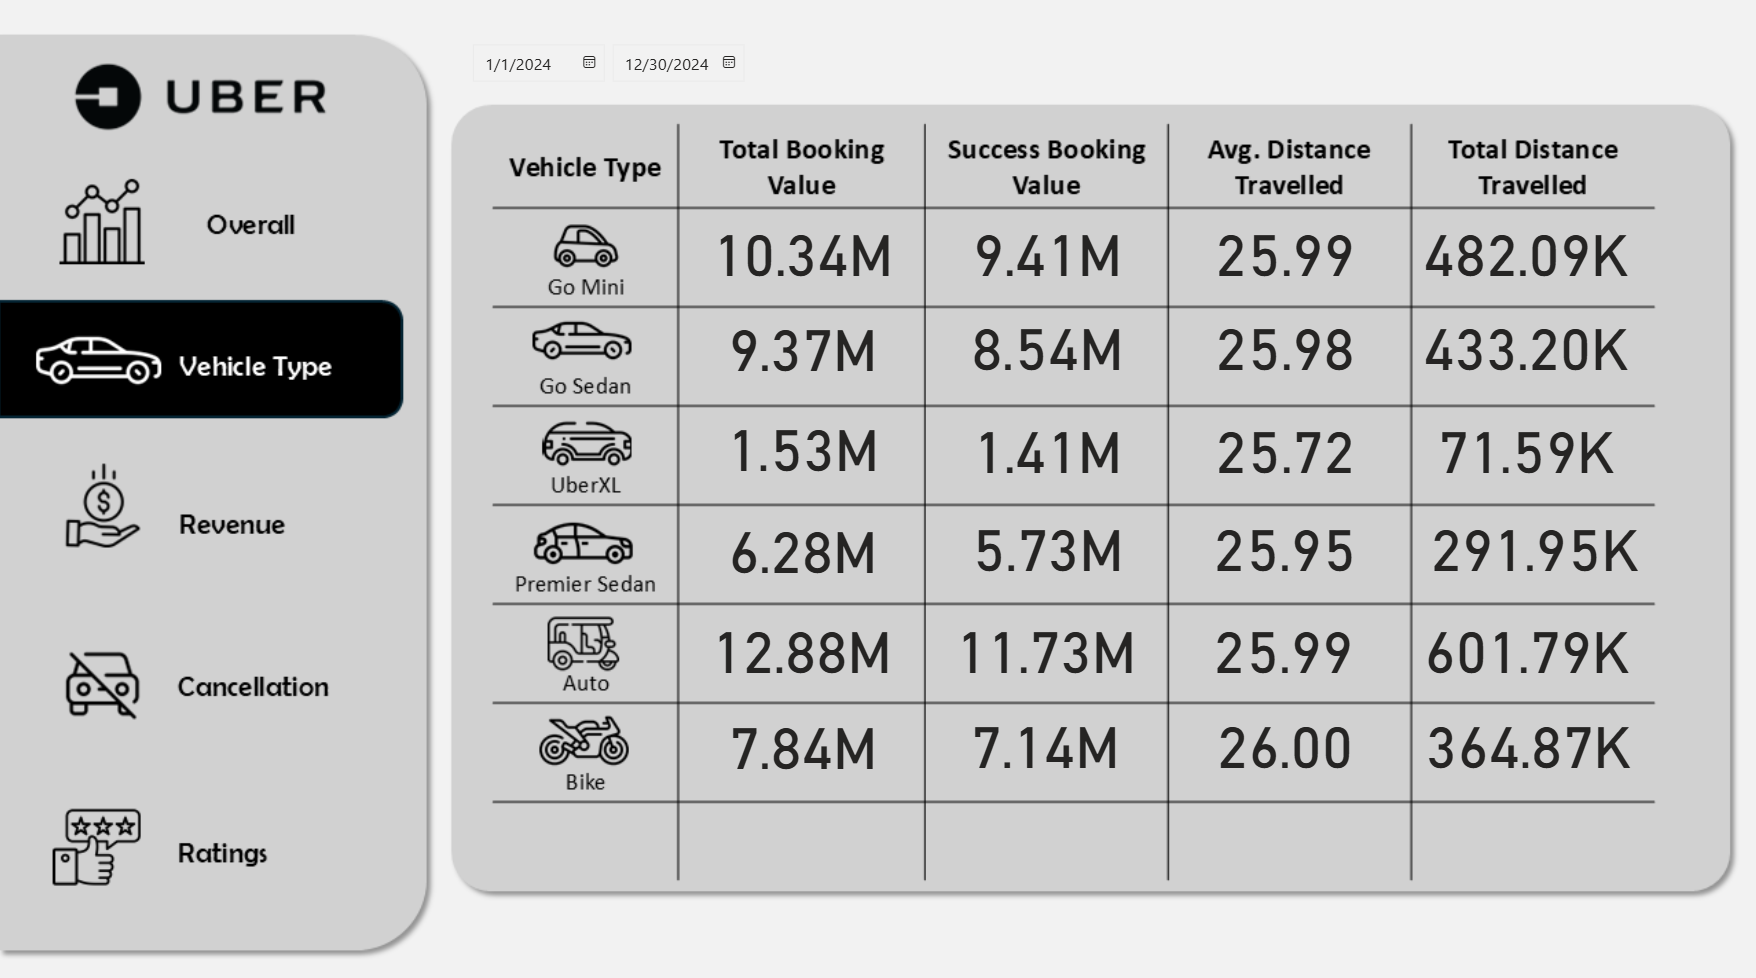 UBER
Overall
Vehicle Type
Revenue
$
Cancellation
Ratings
1/1/2024 12/30/2024
Vehicle Type Total Booking Value Success Booking Value Avg. Distance Travelled Total Distance Travelled
Go Mini 10.34M 9.41M 25.99 482.09K
Go Sedan 9.37M 8.54M 25.98 433.20K
UberXL 1.53M 1.41M 25.72 71.59K
Premier Sedan 6.28M 5.73M 25.95 291.95K
Auto 12.88M 11.73M 25.99 601.79K
Bike 7.84M 7.14M 26.00 364.87K